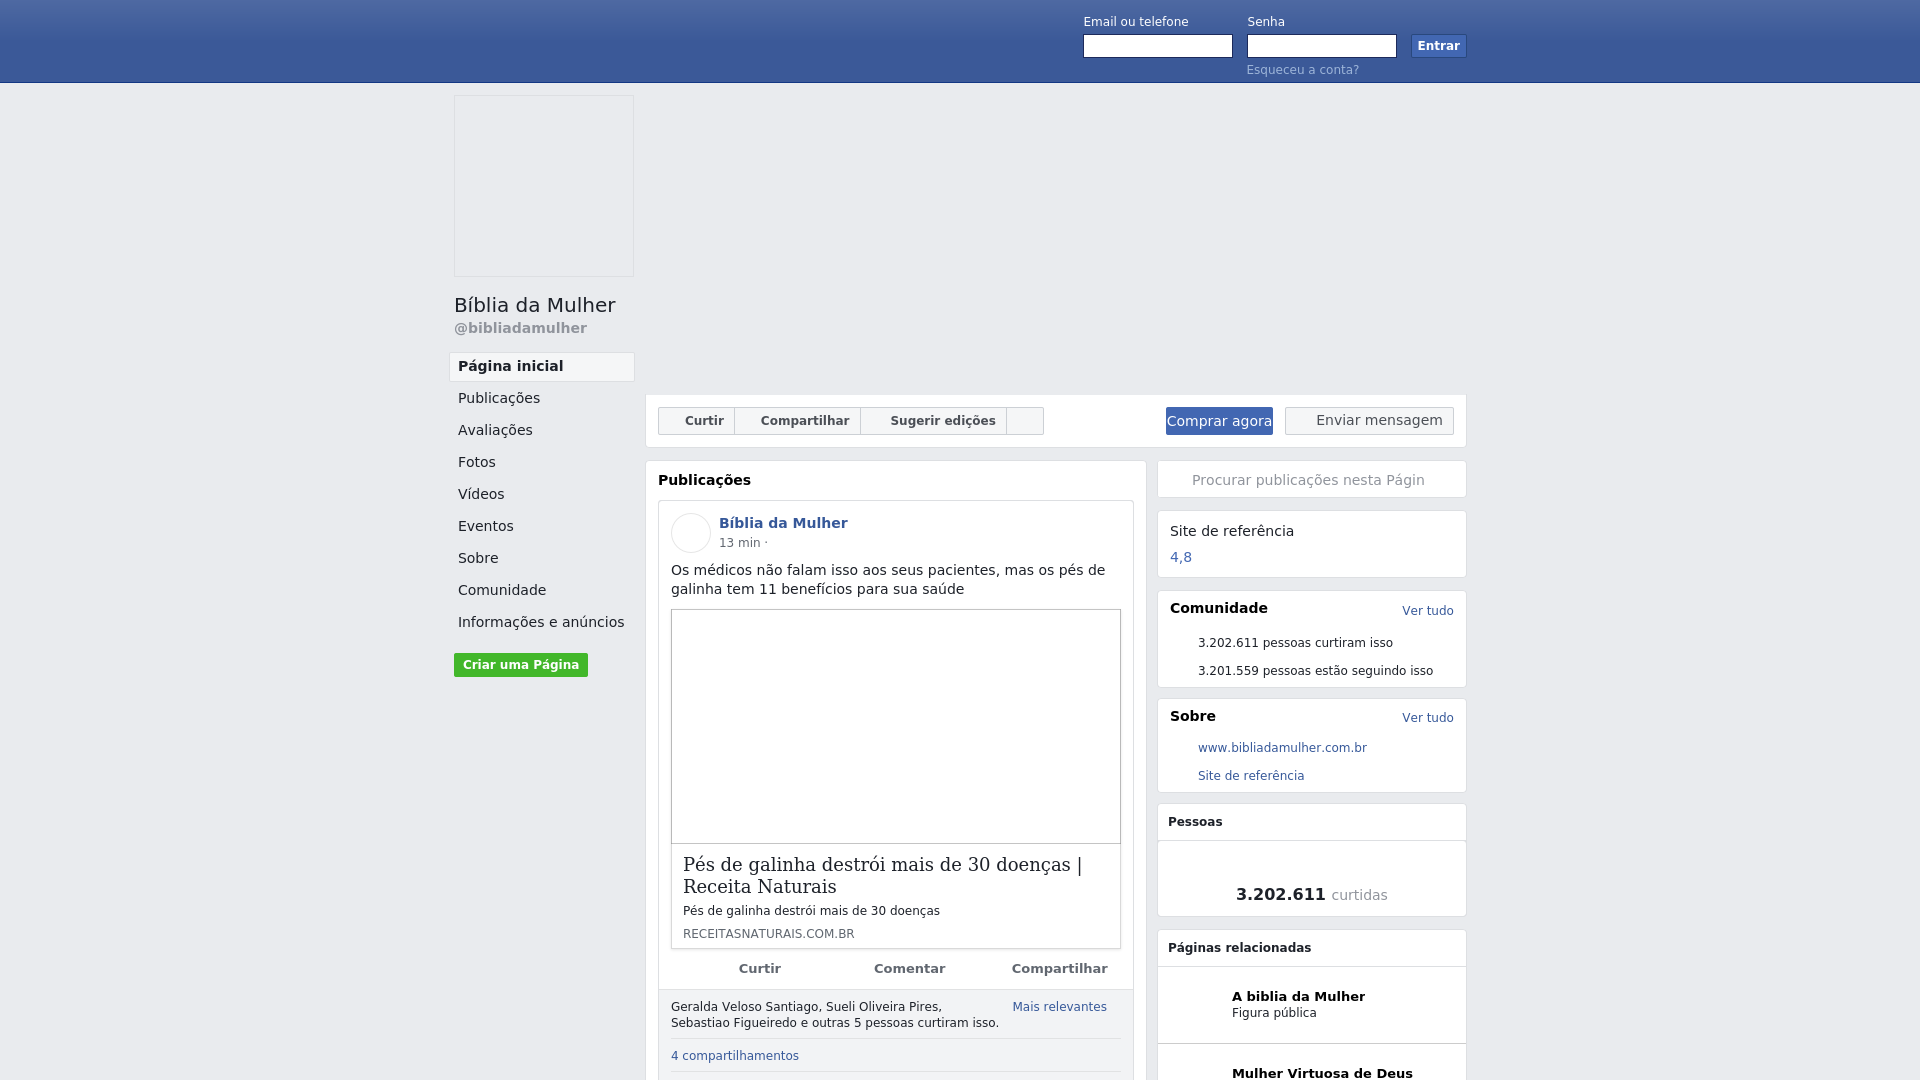 Email ou telefone
Senha
Entrar
Esqueceu a conta?
Bíblia da Mulher
@bibliadamulher
Página inicial
Publicações
Avaliações
Fotos
Vídeos
Eventos
Sobre
Comunidade
Informações e anúncios
Criar uma Página
Curtir
Compartilhar
Sugerir edições
Comprar agora
Enviar mensagem
Publicações
Bíblia da Mulher
13 min ·
Os médicos não falam isso aos seus pacientes, mas os pés de
galinha tem 11 benefícios para sua saúde
Pés de galinha destrói mais de 30 doenças |
Receita Naturais
Pés de galinha destrói mais de 30 doenças
RECEITASNATURAIS.COM.BR
Curtir
Comentar
Compartilhar
Geralda Veloso Santiago, Sueli Oliveira Pires,
Sebastiao Figueiredo e outras 5 pessoas curtiram isso.
Mais relevantes
4 compartilhamentos
Procurar publicações nesta Págin
Site de referência
4,8
Comunidade
Ver tudo
3.202.611 pessoas curtiram isso
3.201.559 pessoas estão seguindo isso
Sobre
Ver tudo
www.bibliadamulher.com.br
Site de referência
Pessoas
3.202.611 curtidas
Páginas relacionadas
A biblia da Mulher
Figura pública
Mulher Virtuosa de Deus